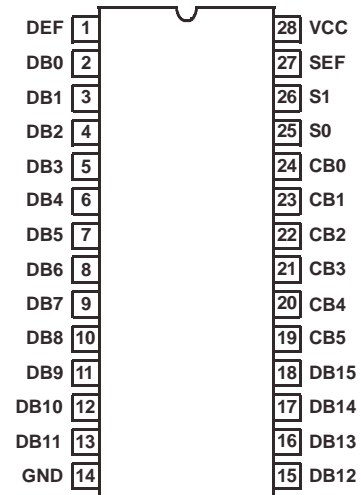 DEF 1 28 VCC
DB0 2 27 SEF
DB1 3 26 S1
DB2 4 25 S0
DB3 5 24 CB0
DB4 6 23 CB1
DB5 7 22 CB2
DB6 8 21 CB3
DB7 9 20 CB4
DB8 10 19 CB5
DB9 11 18 DB15
DB10 12 17 DB14
DB11 13 16 DB13
GND 14 15 DB12